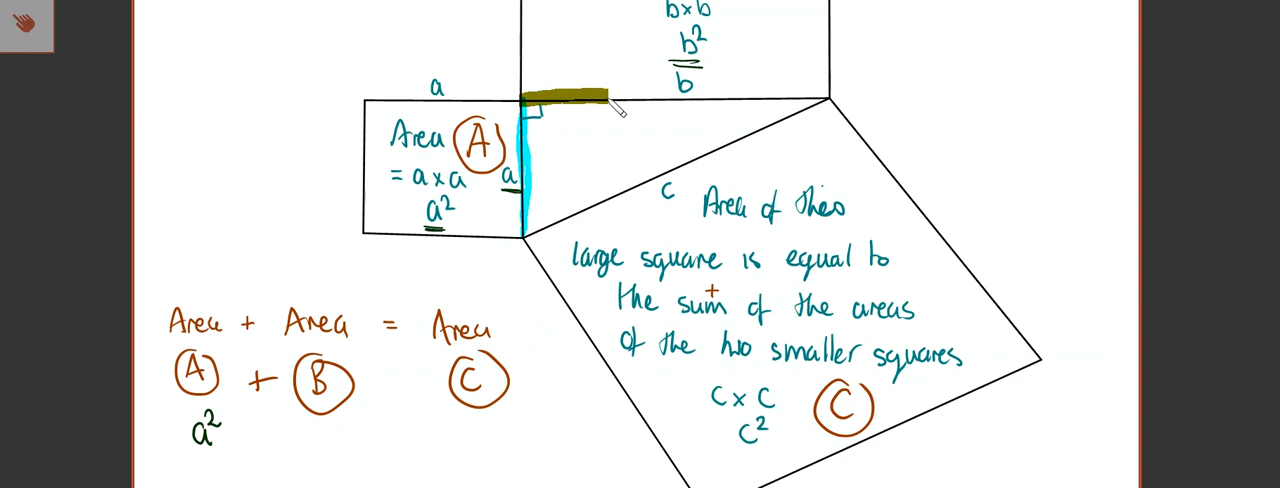 b×b
b²
b
a
Area A
= a×a
a
a²
c
Area of this
large square is equal to
+
the sum of the areas
of the two smaller squares
C × C
C²
C
Area + Area = Area
A + B C
a²